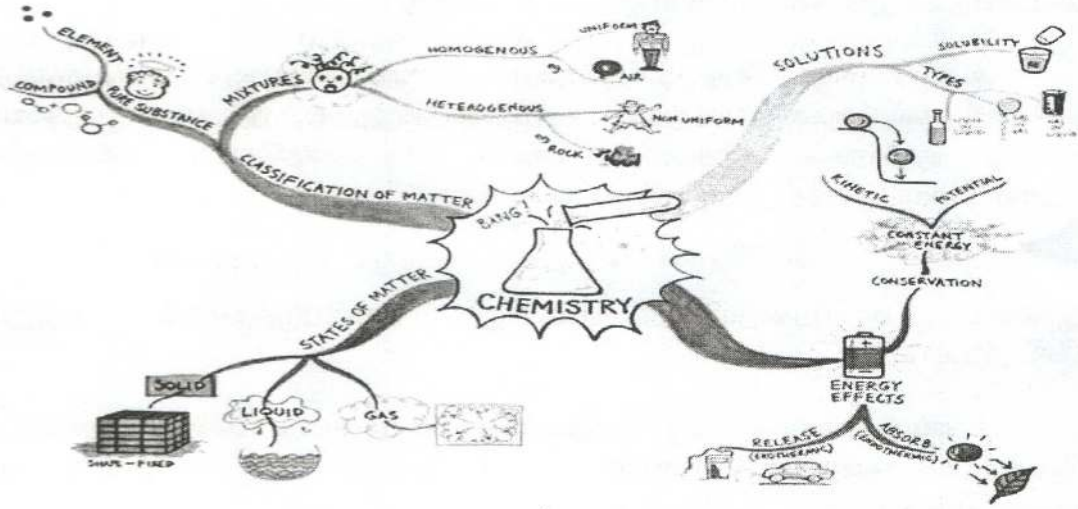 ELEMENT
COMPOUND
PURE SUBSTANCE
MIXTURES
HOMOGENOUS
UNIFORM
eg
AIR
HETEROGENOUS
NON UNIFORM
eg ROCK
CLASSIFICATION OF MATTER
SOLUTIONS
SOLUBILITY
TYPES
KINETIC
POTENTIAL
CONSTANT
ENERGY
CONSERVATION
BANG!
CHEMISTRY
STATES OF MATTER
SOLID
SHAPE - FIXED
LIQUID
GAS
+
-
ENERGY
EFFECTS
RELEASE
(EXOTHERMIC)
ABSORB
(ENDOTHERMIC)